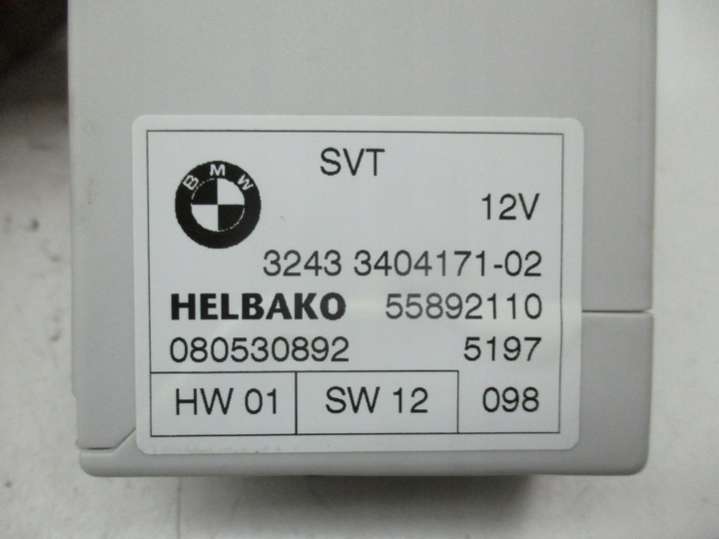 SVT
BMW
12V
3243 3404171-02
HELBAKO 55892110
080530892 5197
HW 01 SW 12 098